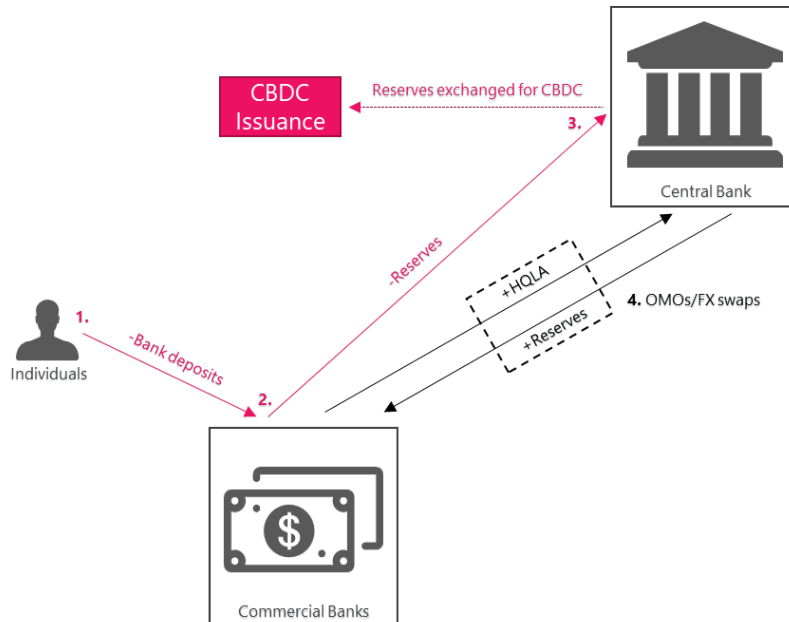 CBDC
Issuance
Reserves exchanged for CBDC
3.
Central Bank
-Reserves
+HQLA
4. OMOs/FX swaps
+Reserves
1.
-Bank deposits
Individuals
2.
$
Commercial Banks